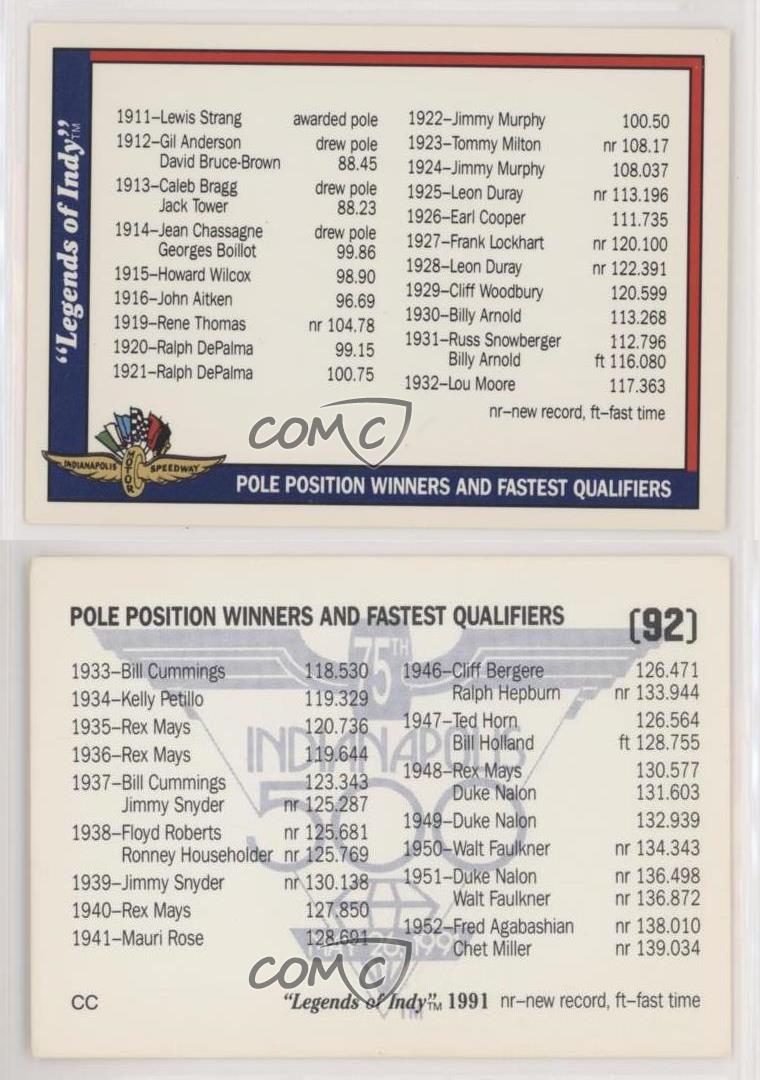 "Legends of Indy"™
1911–Lewis Strang awarded pole
1912–Gil Anderson drew pole
David Bruce-Brown 88.45
1913–Caleb Bragg drew pole
Jack Tower 88.23
1914–Jean Chassagne drew pole
Georges Boillot 99.86
1915–Howard Wilcox 98.90
1916–John Aitken 96.69
1919–Rene Thomas nr 104.78
1920–Ralph DePalma 99.15
1921–Ralph DePalma 100.75
1922–Jimmy Murphy 100.50
1923–Tommy Milton nr 108.17
1924–Jimmy Murphy 108.037
1925–Leon Duray nr 113.196
1926–Earl Cooper 111.735
1927–Frank Lockhart nr 120.100
1928–Leon Duray nr 122.391
1929–Cliff Woodbury 120.599
1930–Billy Arnold 113.268
1931–Russ Snowberger 112.796
Billy Arnold ft 116.080
1932–Lou Moore 117.363
nr–new record, ft–fast time
COMC
INDIANAPOLIS MOTOR SPEEDWAY
POLE POSITION WINNERS AND FASTEST QUALIFIERS
POLE POSITION WINNERS AND FASTEST QUALIFIERS
(92)
75TH
INDIANAPOLIS
500
1933–Bill Cummings 118.530
1934–Kelly Petillo 119.329
1935–Rex Mays 120.736
1936–Rex Mays 119.644
1937–Bill Cummings 123.343
Jimmy Snyder nr 125.287
1938–Floyd Roberts nr 125.681
Ronney Householder nr 125.769
1939–Jimmy Snyder nr 130.138
1940–Rex Mays 127.850
1941–Mauri Rose 128.691
1946–Cliff Bergere 126.471
Ralph Hepburn nr 133.944
1947–Ted Horn 126.564
Bill Holland ft 128.755
1948–Rex Mays 130.577
Duke Nalon 131.603
1949–Duke Nalon 132.939
1950–Walt Faulkner nr 134.343
1951–Duke Nalon nr 136.498
Walt Faulkner nr 136.872
1952–Fred Agabashian nr 138.010
Chet Miller nr 139.034
MAY 26, 1991
COMC
TM
CC
"Legends of Indy"™ 1991 nr–new record, ft–fast time